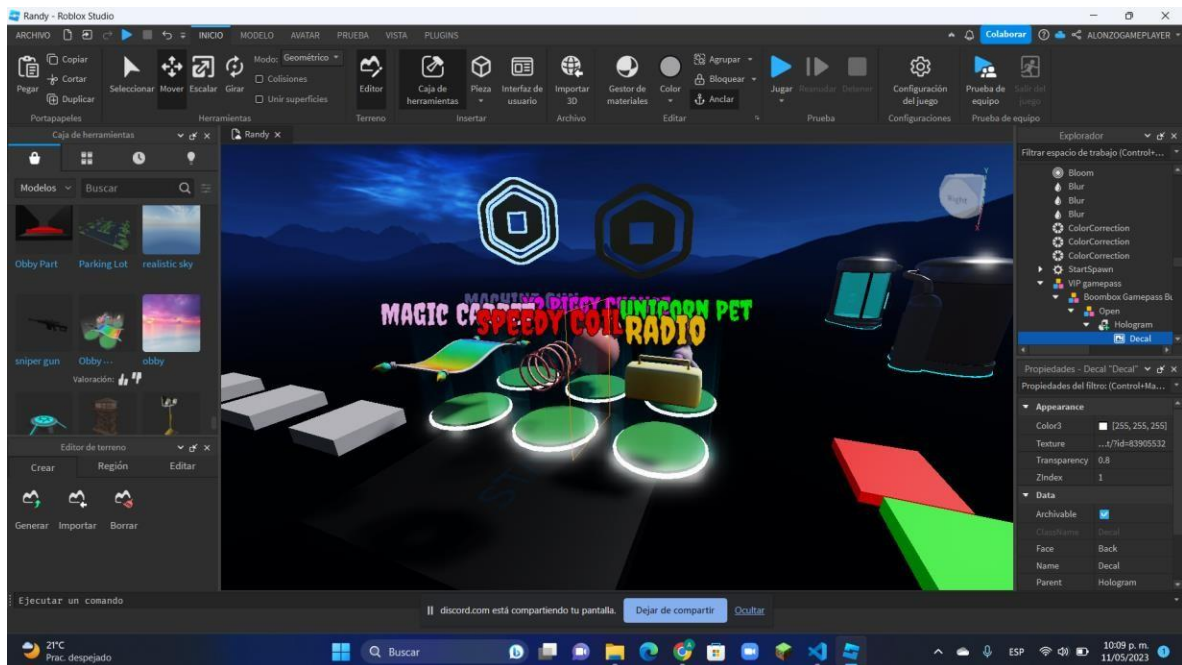 Randy - Roblox Studio
ARCHIVO INICIO MODELO AVATAR PRUEBA VISTA PLUGINS Colaborar ALONZOGAMEPLAYER
Pegar Copiar Cortar Duplicar
Seleccionar Mover Escalar Girar
Modo: Geométrico
Colisiones
Unir superficies
Editor
Caja de herramientas
Pieza
Interfaz de usuario
Importar 3D
Gestor de materiales
Color
Agrupar
Bloquear
Anclar
Jugar Reanudar Detener
Configuración del juego
Prueba de equipo
Salir del juego
Portapapeles Herramientas Terreno Insertar Archivo Editar Prueba Configuraciones Prueba de equipo
Caja de herramientas
Modelos Buscar
Obby Part Parking Lot realistic sky
sniper gun Obby ... obby
Valoración:
Editor de terreno
Crear Región Editar
Generar Importar Borrar
Randy
Right
MAGIC CARPET
SPEEDY COIL
RADIO
UNICORN PET
Explorador
Filtrar espacio de trabajo (Control+...
Bloom
Blur
Blur
Blur
ColorCorrection
ColorCorrection
ColorCorrection
StartSpawn
VIP gamepass
Boombox Gamepass Bu
Open
Hologram
Decal
Propiedades - Decal "Decal"
Propiedades del filtro: (Control+Ma...
Appearance
Color3 [255, 255, 255]
Texture ...t/?id=83905532
Transparency 0.8
ZIndex 1
Data
Archivable
ClassName Decal
Face Back
Name Decal
Parent Hologram
Ejecutar un comando
discord.com está compartiendo tu pantalla. Dejar de compartir Ocultar
21°C
Prac. despejado
Buscar
ESP
10:09 p. m.
11/05/2023
1